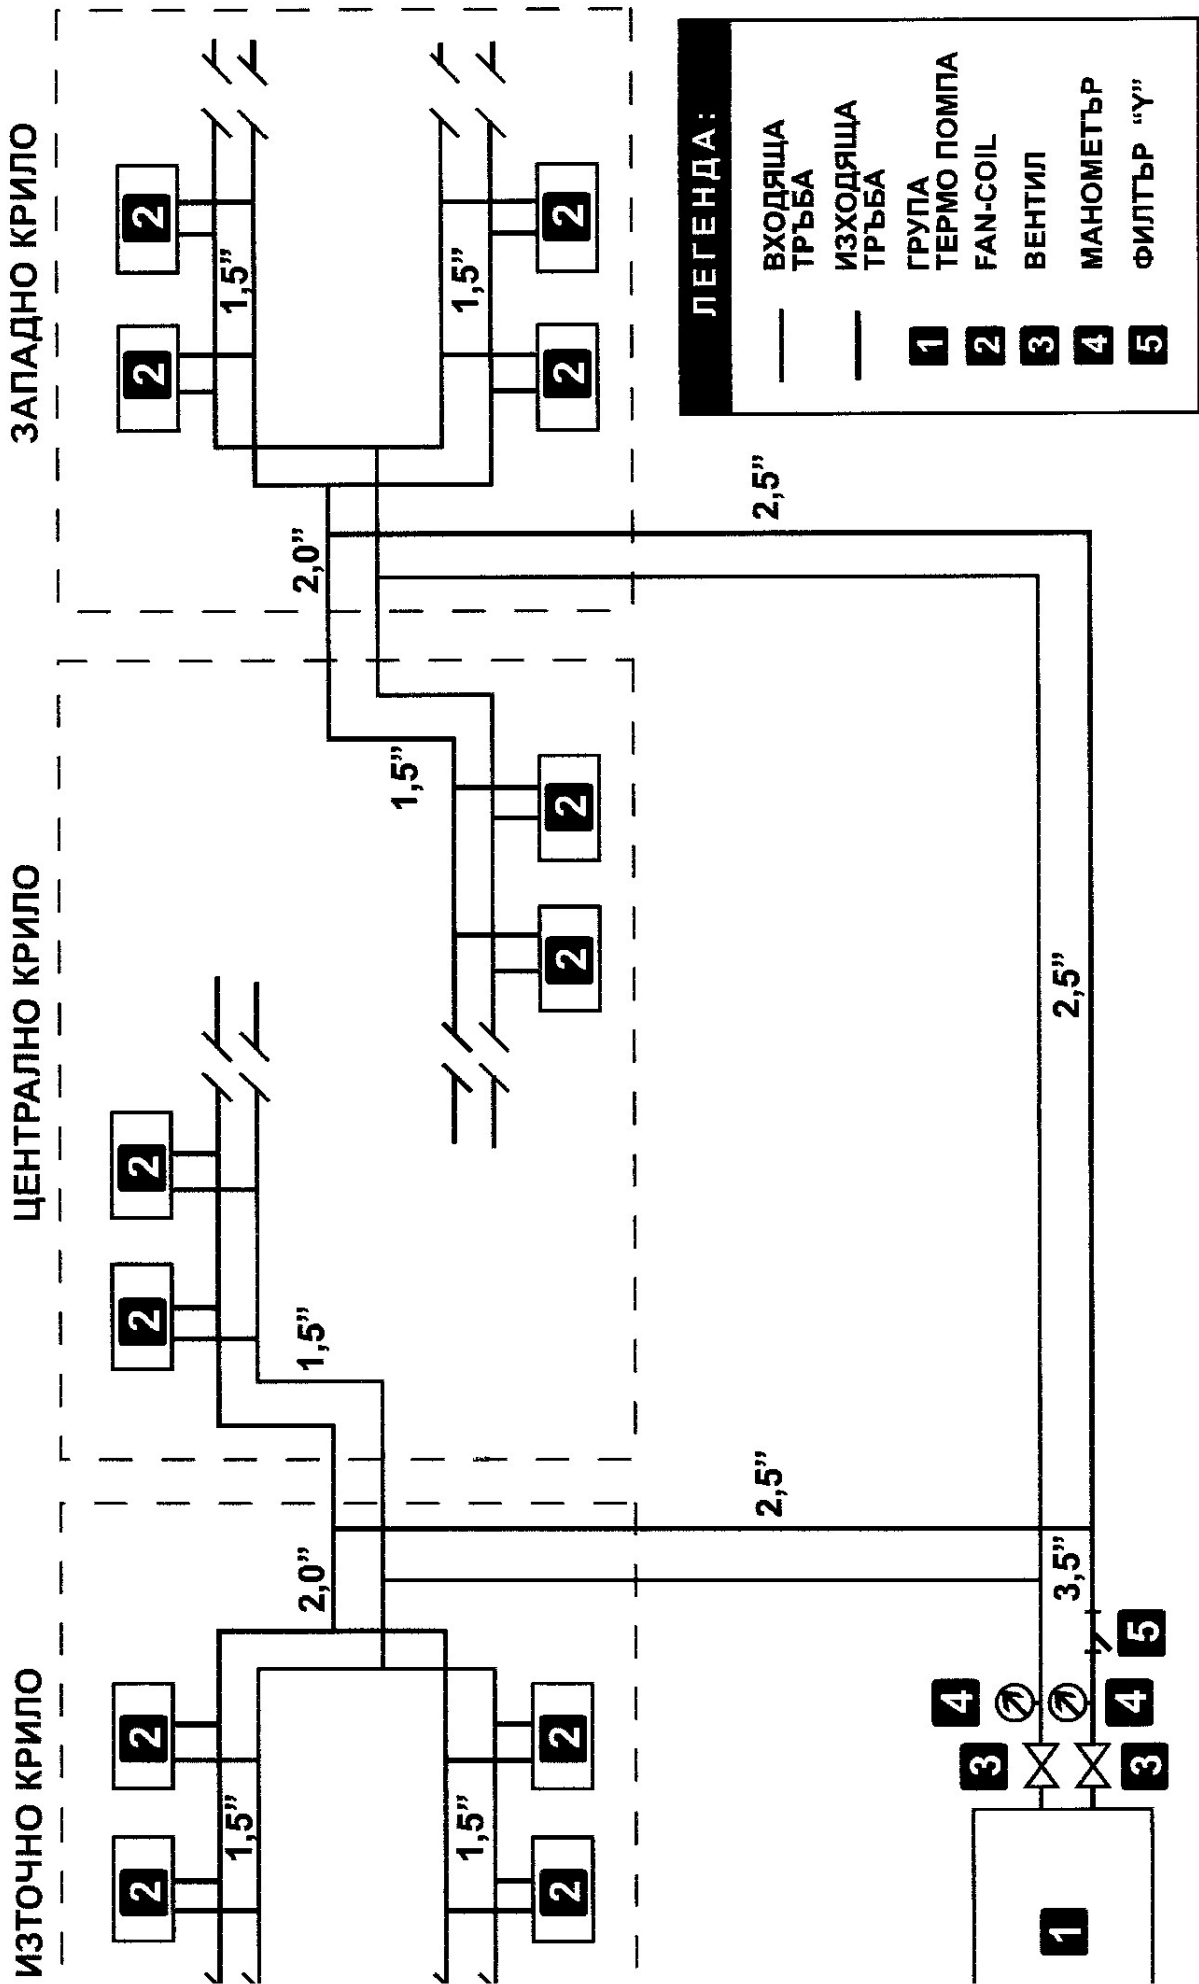 ИЗТОЧНО КРИЛО
ЦЕНТРАЛНО КРИЛО
ЗАПАДНО КРИЛО
2
2
2
2
2
2
2
2
1,5”
2,0”
1,5”
2,0”
1,5”
1,5”
1,5”
1,5”
2
2
2
2
2
2
2,5”
2,5”
4
3
3,5”
2,5”
1
3
4
5
ЛЕГЕНДА:
ВХОДЯЩА
ТРЪБА
ИЗХОДЯЩА
ТРЪБА
1 ГРУПА
ТЕРМО ПОМПА
2 FAN-COIL
3 ВЕНТИЛ
4 МАНОМЕТЪР
5 ФИЛТЪР “Y”